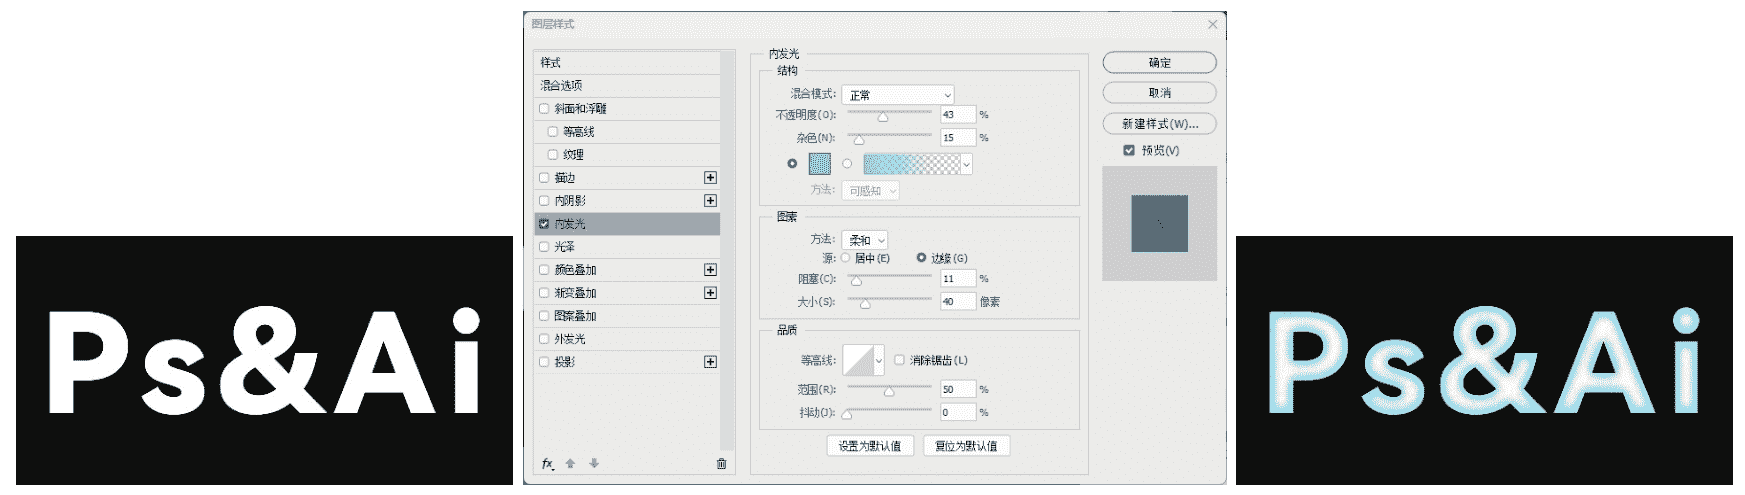 Ps&Ai
图层样式
样式
混合选项
斜面和浮雕
等高线
纹理
描边
内阴影
内发光
光泽
颜色叠加
渐变叠加
图案叠加
外发光
投影
fx
内发光
结构
混合模式: 正常
不透明度(O): 43 %
杂色(N): 15 %
方法: 可感知
图素
方法: 柔和
源: 居中(E) 边缘(G)
阻塞(C): 11 %
大小(S): 40 像素
品质
等高线: 消除锯齿(L)
范围(R): 50 %
抖动(J): 0 %
设置为默认值 复位为默认值
确定
取消
新建样式(W)...
预览(V)
Ps&Ai